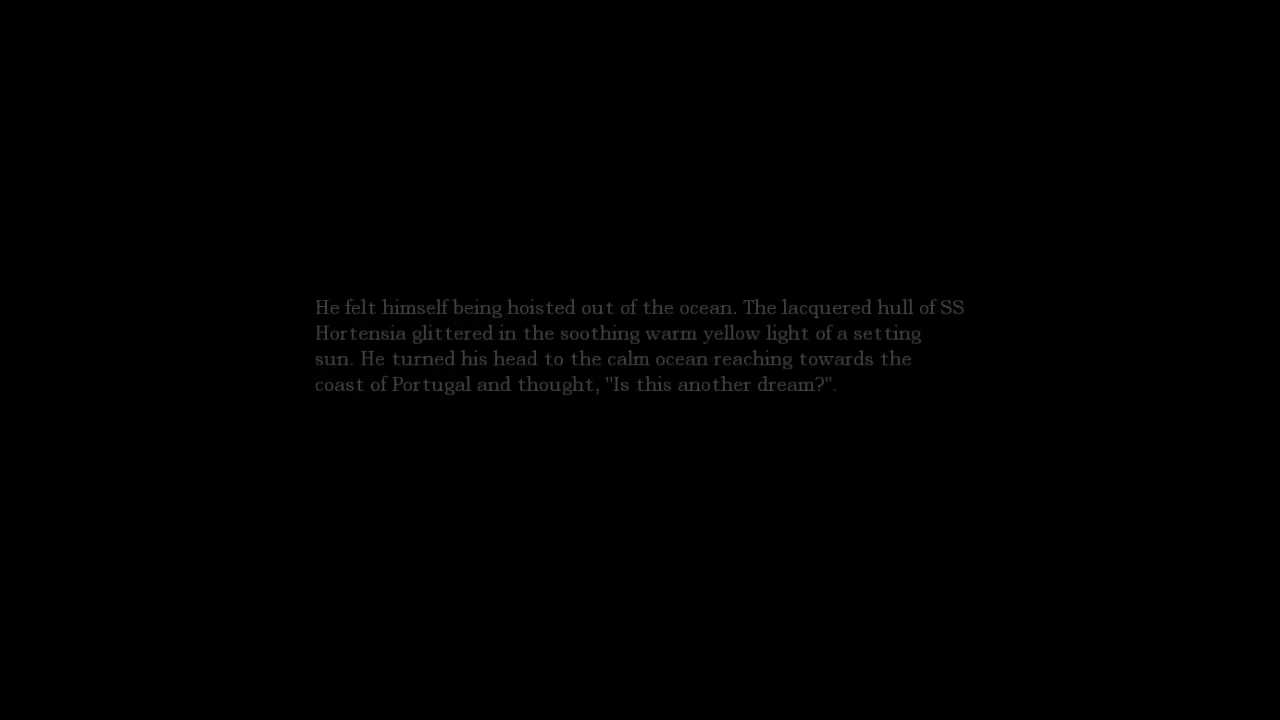 He felt himself being hoisted out of the ocean. The lacquered hull of SS
Hortensia glittered in the soothing warm yellow light of a setting
sun. He turned his head to the calm ocean reaching towards the
coast of Portugal and thought, "Is this another dream?".